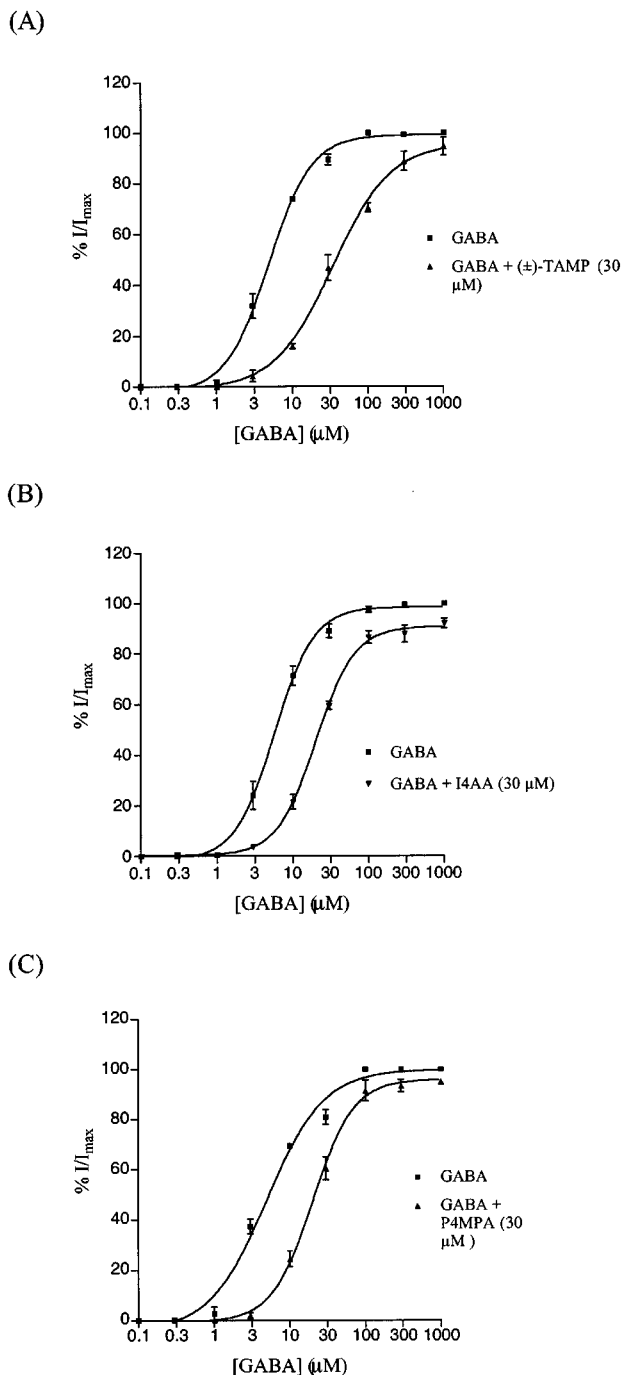 (A)
120
100
80
60
40
20
0
% I/Imax
0.1 0.3 1 3 10 30 100 300 1000
[GABA] (µM)
GABA
GABA + (±)-TAMP (30
µM)
(B)
120
100
80
60
40
20
0
% I/Imax
0.1 0.3 1 3 10 30 100 300 1000
[GABA] (µM)
GABA
GABA + I4AA (30 µM)
(C)
120
100
80
60
40
20
0
% I/Imax
0.1 0.3 1 3 10 30 100 300 1000
[GABA] (µM)
GABA
GABA +
P4MPA (30
µM )